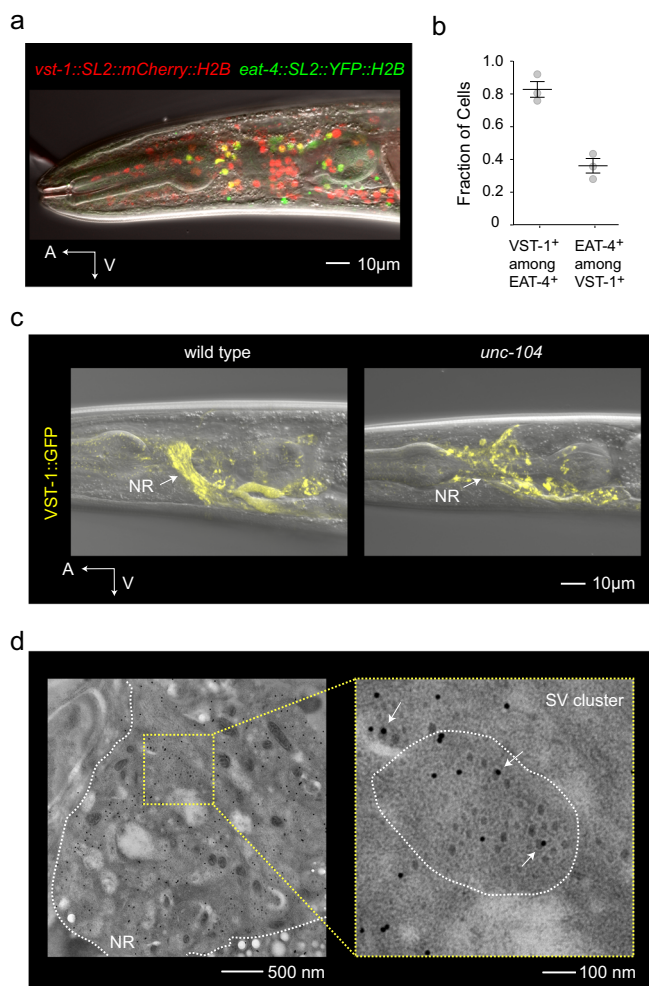 a
vst-1::SL2::mCherry::H2B eat-4::SL2::YFP::H2B
A
V
10μm
b
Fraction of Cells
1.0
0.8
0.6
0.4
0.2
0
VST-1+
among
EAT-4+
EAT-4+
among
VST-1+
c
wild type
unc-104
VST-1::GFP
NR
NR
A
V
10μm
d
SV cluster
NR
500 nm
100 nm